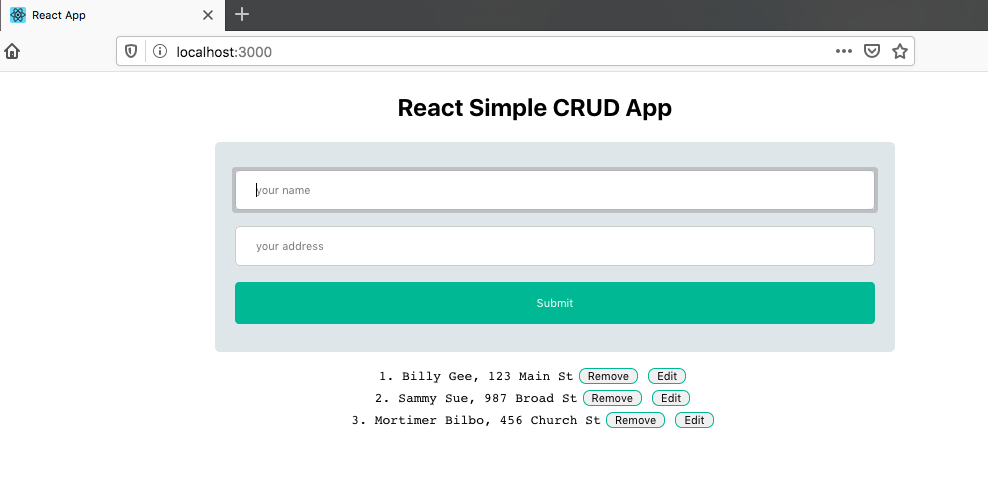 React App
localhost:3000
React Simple CRUD App
your name
your address
Submit
1. Billy Gee, 123 Main St Remove Edit
2. Sammy Sue, 987 Broad St Remove Edit
3. Mortimer Bilbo, 456 Church St Remove Edit